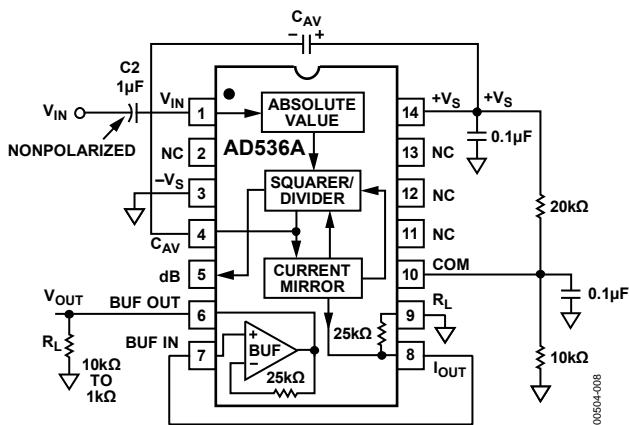 CAV
− +
C2
1µF
VIN
NONPOLARIZED
VIN
1
2
3
4
5
6
7
NC
−VS
CAV
dB
BUF OUT
BUF IN
VOUT
RL
10kΩ
TO
1kΩ
ABSOLUTE
VALUE
AD536A
SQUARER/
DIVIDER
CURRENT
MIRROR
+
BUF
−
25kΩ
25kΩ
14
13
12
11
10
9
8
+VS
+VS
NC
NC
NC
COM
RL
IOUT
0.1µF
20kΩ
0.1µF
10kΩ
00504-008